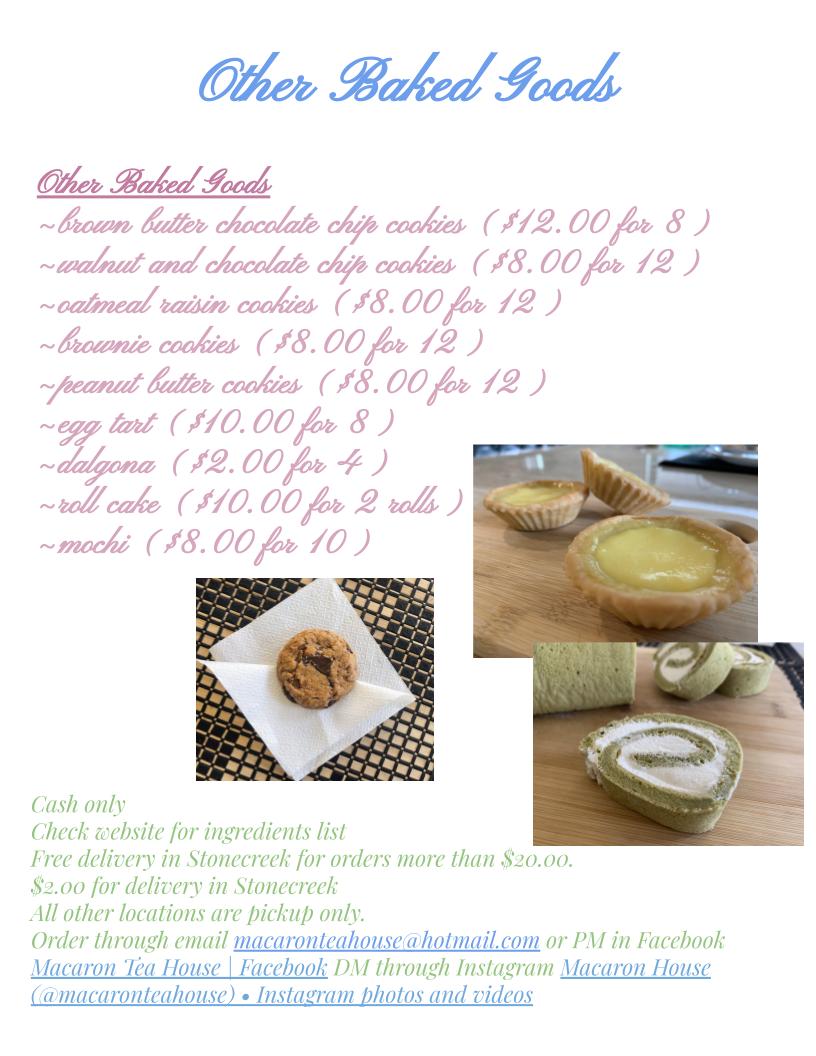 Other Baked Goods
Other Baked Goods
~brown butter chocolate chip cookies ( $12.00 for 8 )
~walnut and chocolate chip cookies ( $8.00 for 12 )
~oatmeal raisin cookies ( $8.00 for 12 )
~brownie cookies ( $8.00 for 12 )
~peanut butter cookies ( $8.00 for 12 )
~egg tart ( $10.00 for 8 )
~dalgona ( $2.00 for 4 )
~roll cake ( $10.00 for 2 rolls )
~mochi ( $8.00 for 10 )
Cash only
Check website for ingredients list
Free delivery in Stonecreek for orders more than $20.00.
$2.00 for delivery in Stonecreek
All other locations are pickup only.
Order through email macaronteahouse@hotmail.com or PM in Facebook
Macaron Tea House | Facebook DM through Instagram Macaron House
(@macaronteahouse) • Instagram photos and videos